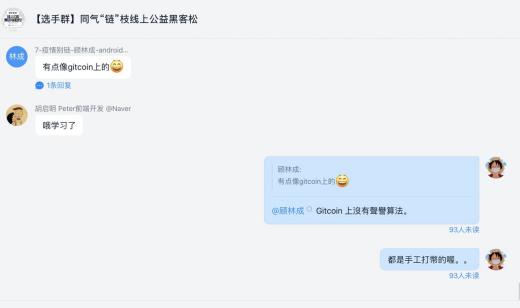 【选手群】同气“链”枝线上公益黑客松
林成
7-疫情别链-顾林成-android...
有点像gitcoin上的😄
1条回复
胡启明 Peter前端开发 @Naver
哦学习了
顾林成:
有点像gitcoin上的😄
@顾林成 Gitcoin 上沒有聲譽算法。
93人未读
都是手工打幣的喔。。
93人未读